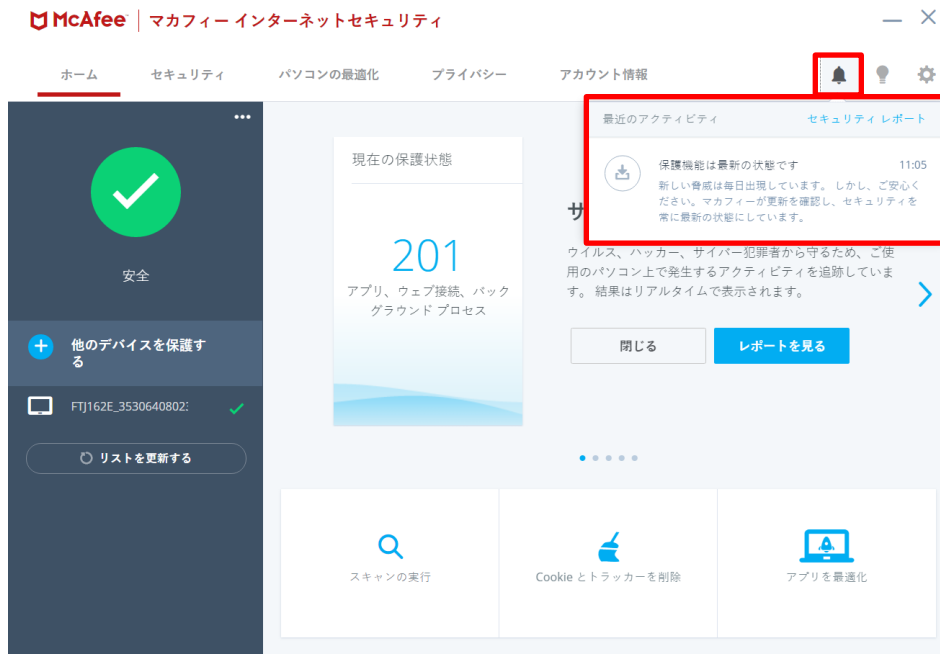 McAfee マカフィー インターネットセキュリティ
ホーム セキュリティ パソコンの最適化 プライバシー アカウント情報
安全
他のデバイスを保護す
る
FTJ162E_3530640802
リストを更新する
現在の保護状態
201
アプリ、ウェブ接続、バック
グラウンド プロセス
最近のアクティビティ セキュリティ レポート
保護機能は最新の状態です 11:05
新しい脅威は毎日出現しています。 しかし、ご安心く
ださい。マカフィーが更新を確認し、セキュリティを
常に最新の状態にしています。
サ
ウイルス、ハッカー、サイバー犯罪者から守るため、ご使
用のパソコン上で発生するアクティビティを追跡していま
す。 結果はリアルタイムで表示されます。
閉じる レポートを見る
スキャンの実行 Cookie とトラッカーを削除 アプリを最適化